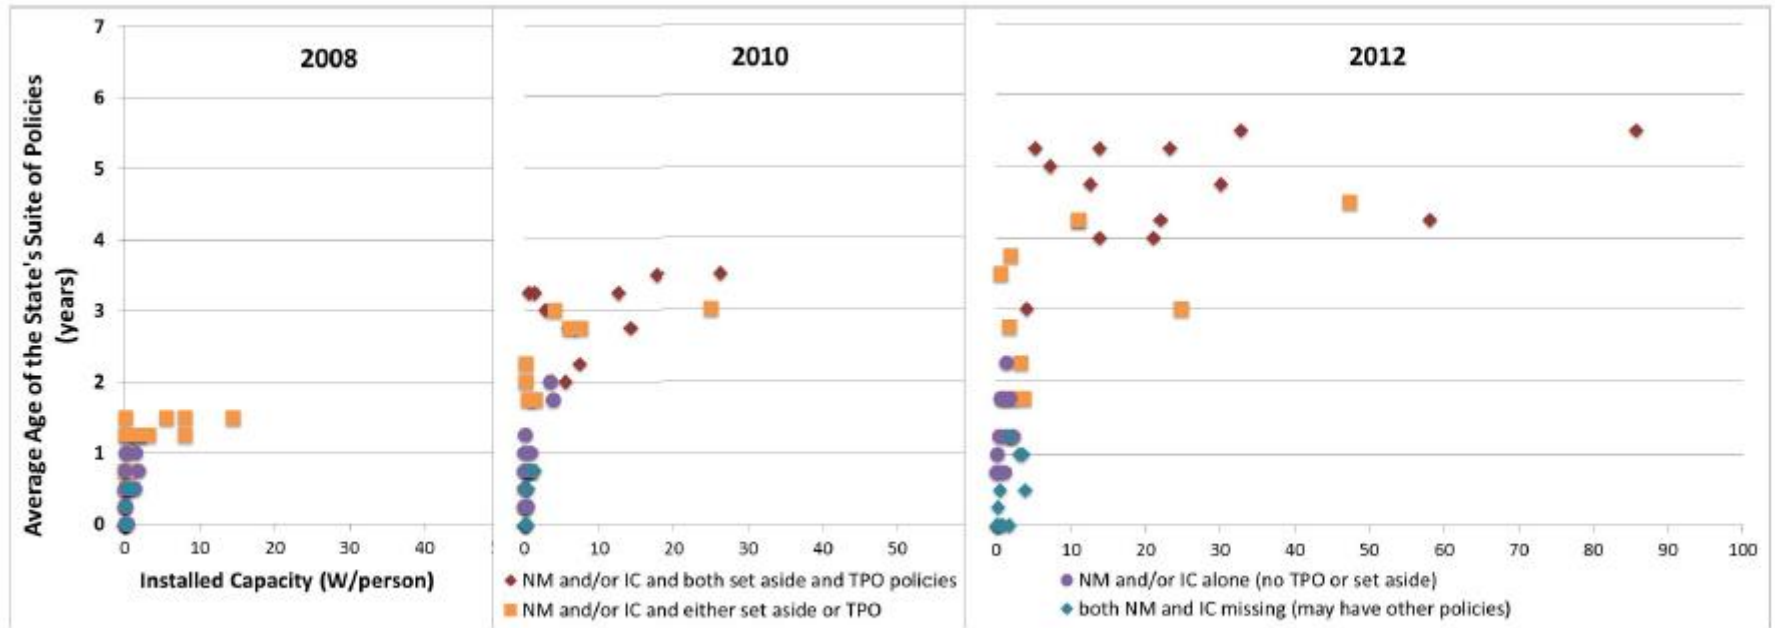 2008
2010
2012
Average Age of the State's Suite of Policies
(years)
7
6
5
4
3
2
1
0
0 10 20 30 40
0 10 20 30 40 50
0 10 20 30 40 50 60 70 80 90 100
Installed Capacity (W/person)
NM and/or IC and both set aside and TPO policies
NM and/or IC and either set aside or TPO
NM and/or IC alone (no TPO or set aside)
both NM and IC missing (may have other policies)